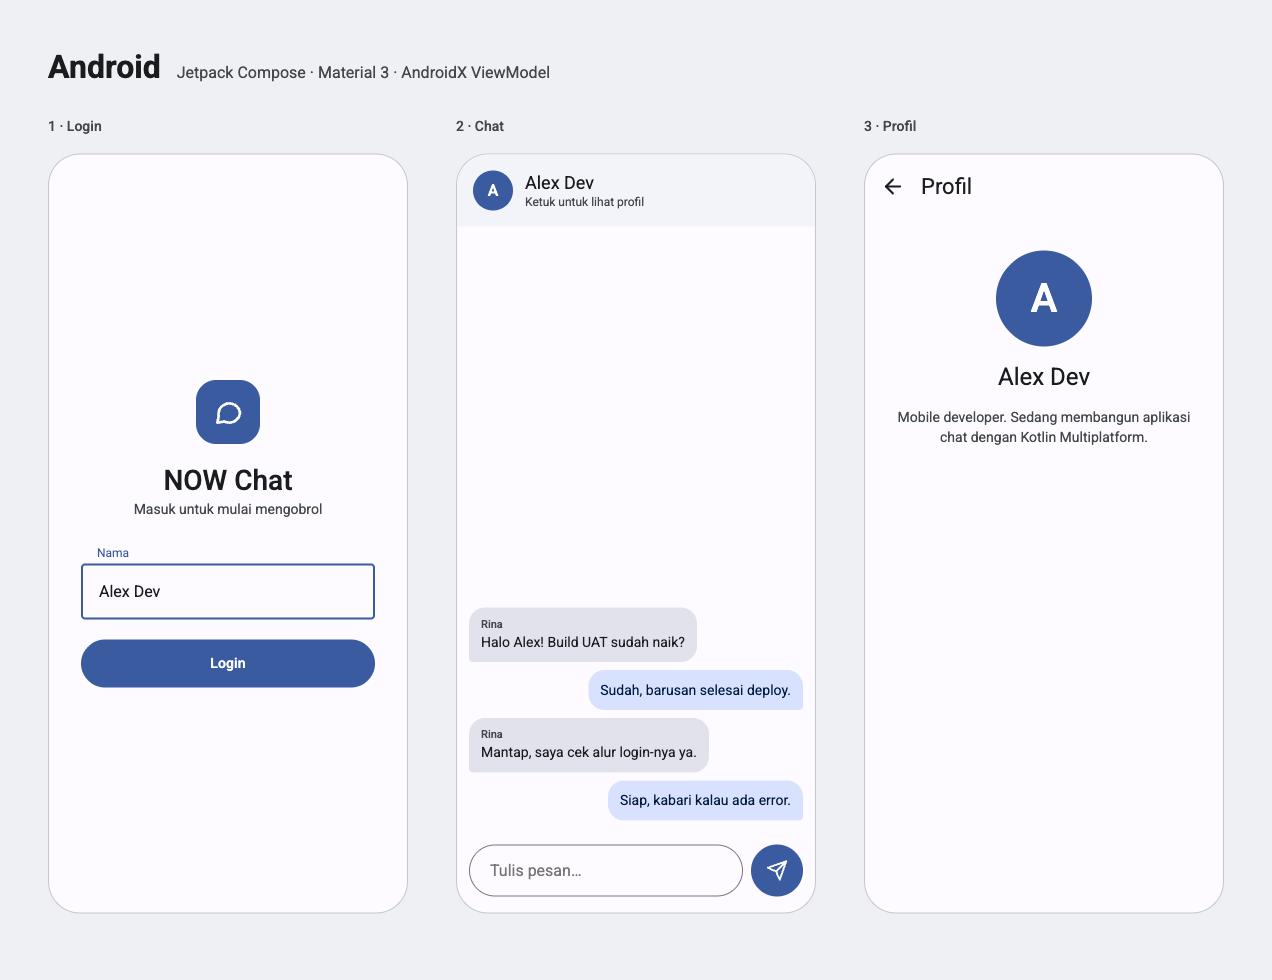 Android
Jetpack Compose · Material 3 · AndroidX ViewModel
1 · Login
NOW Chat
Masuk untuk mulai mengobrol
Nama
Alex Dev
Login
2 · Chat
A
Alex Dev
Ketuk untuk lihat profil
Rina
Halo Alex! Build UAT sudah naik?
Sudah, barusan selesai deploy.
Rina
Mantap, saya cek alur login-nya ya.
Siap, kabari kalau ada error.
Tulis pesan…
3 · Profil
Profil
A
Alex Dev
Mobile developer. Sedang membangun aplikasi
chat dengan Kotlin Multiplatform.